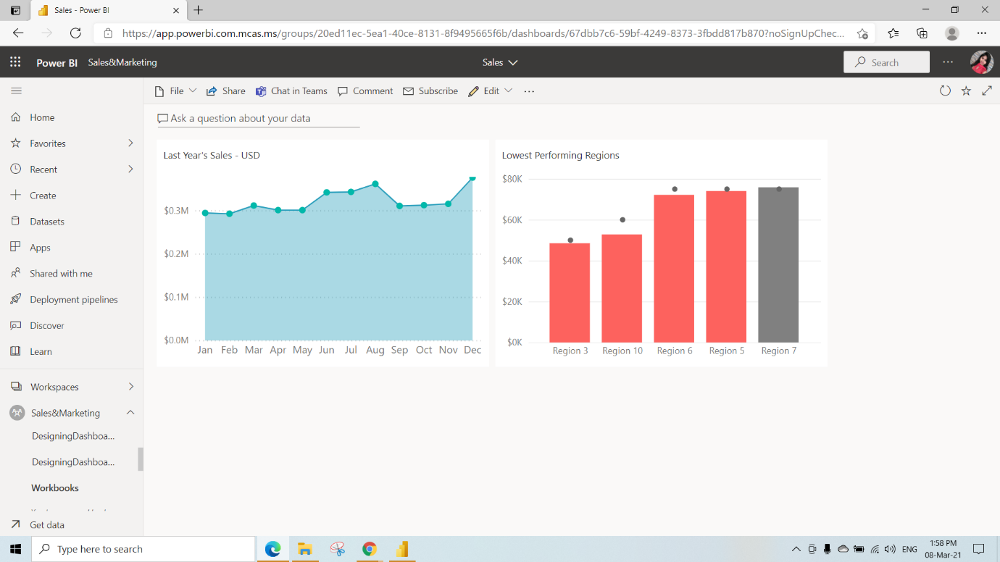 Sales - Power BI
https://app.powerbi.com.mcas.ms/groups/20ed11ec-5ea1-40ce-8131-8f9495665f6b/dashboards/67dbb7c6-59bf-4249-8373-3fbdd817b870?noSignUpChec...
Power BI Sales&Marketing Sales Search
File Share Chat in Teams Comment Subscribe Edit
Ask a question about your data
Home
Favorites
Recent
Create
Datasets
Apps
Shared with me
Deployment pipelines
Discover
Learn
Workspaces
Sales&Marketing
DesigningDashboa...
DesigningDashboa...
Workbooks
Get data
Last Year's Sales - USD
$0.3M
$0.2M
$0.1M
$0.0M
Jan Feb Mar Apr May Jun Jul Aug Sep Oct Nov Dec
Lowest Performing Regions
$80K
$60K
$40K
$20K
$0K
Region 3 Region 10 Region 6 Region 5 Region 7
Type here to search
ENG
1:58 PM
08-Mar-21